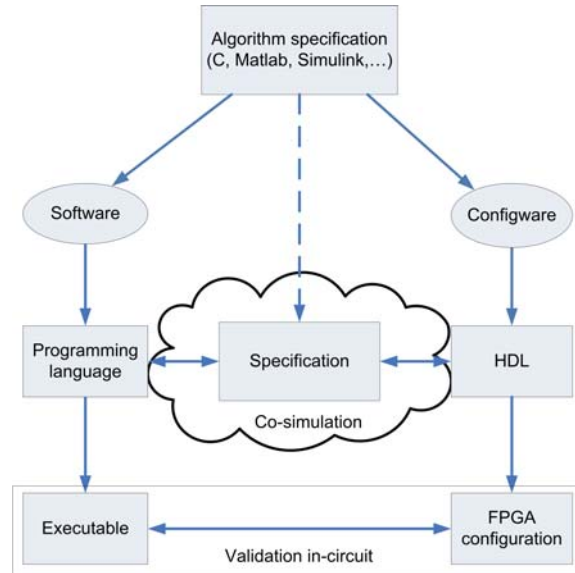 Algorithm specification
(C, Matlab, Simulink,...)
Software
Configware
Programming
language
Specification
HDL
Co-simulation
Executable
FPGA
configuration
Validation in-circuit